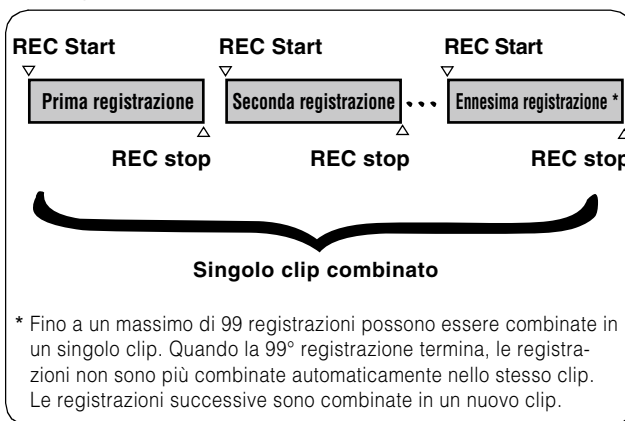 REC Start REC Start REC Start
Prima registrazione Seconda registrazione ••• Ennesima registrazione *
REC stop REC stop REC stop
Singolo clip combinato
* Fino a un massimo di 99 registrazioni possono essere combinate in
un singolo clip. Quando la 99° registrazione termina, le registra-
zioni non sono più combinate automaticamente nello stesso clip.
Le registrazioni successive sono combinate in un nuovo clip.